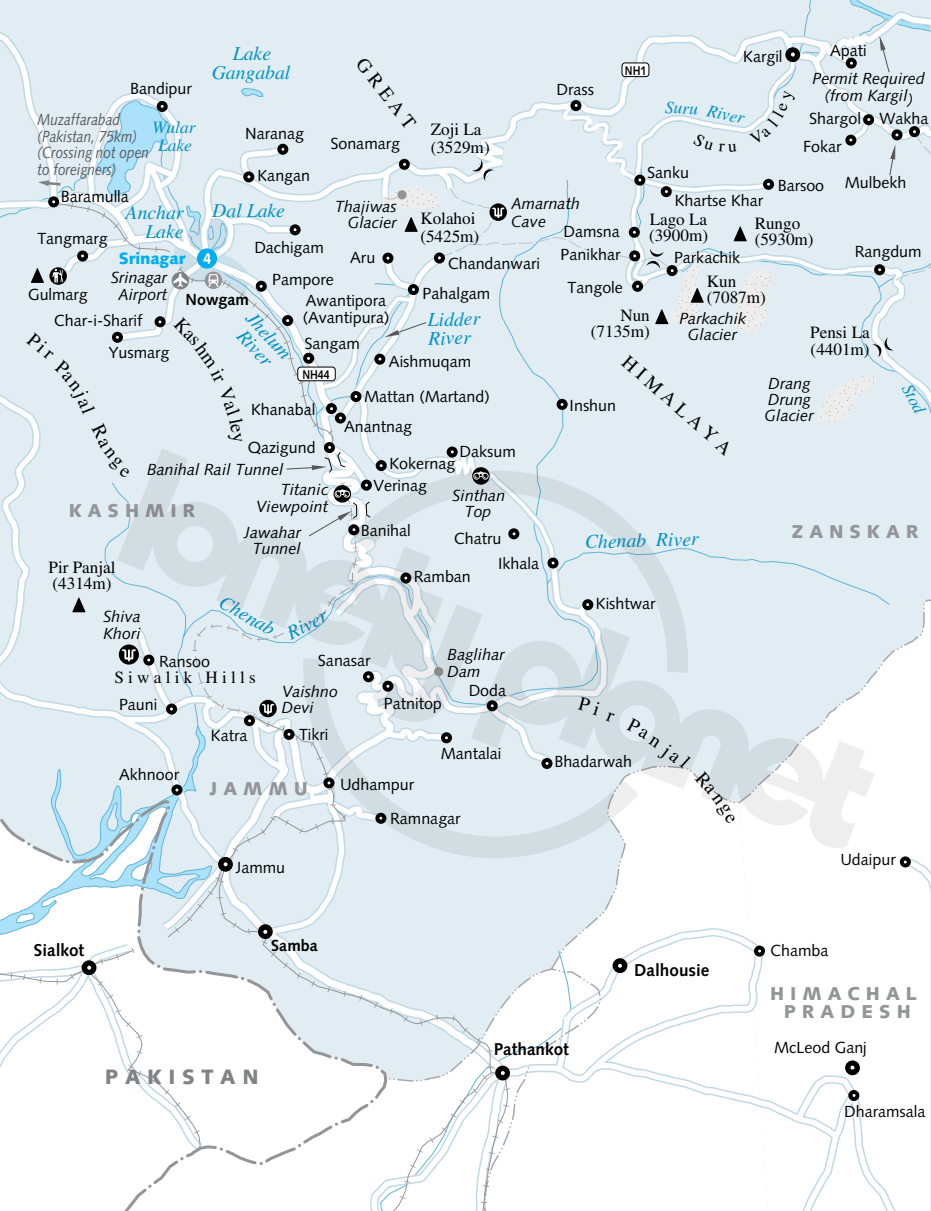 Lake
Gangabal
GREAT
NH1
Kargil
Apati
Permit Required
(from Kargil)
Bandipur
Drass
Suru River
Suru Valley
Shargol
Wakha
Fokar
Mulbekh
Muzaffarabad
(Pakistan, 75km)
(Crossing not open
to foreigners)
Wular
Lake
Naranag
Sonamarg
Zoji La
(3529m)
Kangan
Sanku
Khartse Khar
Barsoo
Baramulla
Anchar
Lake
Dal Lake
Thajiwas
Glacier
Kolahoi
(5425m)
Amarnath
Cave
Damsna
Lago La
(3900m)
Rungo
(5930m)
Tangmarg
Dachigam
Srinagar
4
Aru
Chandanwari
Panikhar
Parkachik
Rangdum
Gulmarg
Srinagar
Airport
Nowgam
Pampore
Pahalgam
Tangole
Kun
(7087m)
Awantipora
(Avantipura)
Char-i-Sharif
Yusmarg
Jhelum
River
Lidder
River
Nun
(7135m)
Parkachik
Glacier
Pensi La
(4401m)
Sangam
NH44
Aishmuqam
HIMALAYA
Pir Panjal Range
Kashmir Valley
Drang
Drung
Glacier
Stod
Khanabal
Mattan (Martand)
Anantnag
Inshun
Qazigund
Banihal Rail Tunnel
Kokernag
Daksum
Titanic
Viewpoint
Verinag
Sinthan
Top
KASHMIR
Jawahar
Tunnel
Banihal
Chatru
Chenab River
ZANSKAR
Ikhala
Pir Panjal
(4314m)
Ramban
Kishtwar
Shiva
Khori
Chenab River
Ransoo
Siwalik Hills
Sanasar
Baglihar
Dam
Patnitop
Doda
Pauni
Vaishno
Devi
Katra
Tikri
Mantalai
Bhadarwah
Pir Panjal Range
Akhnoor
JAMMU
Udhampur
Ramnagar
lonely planet
Jammu
Udaipur
Sialkot
Samba
Dalhousie
Chamba
HIMACHAL
PRADESH
Pathankot
McLeod Ganj
PAKISTAN
Dharamsala